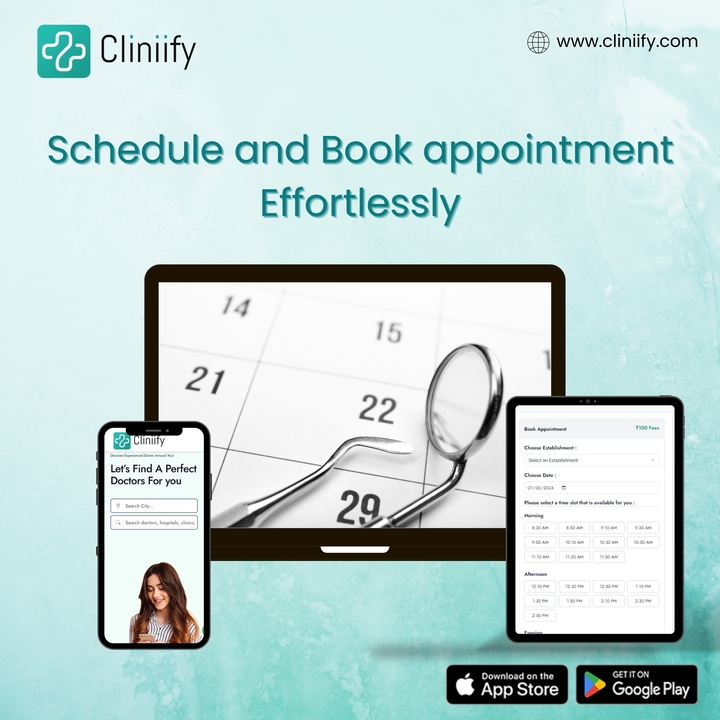 Cliniify
www.cliniify.com
Schedule and Book appointment
Effortlessly
14
15
21
22
29
Cliniify
Discover Experienced Doctor Around You!
Let's Find A Perfect
Doctors For you
Search City...
Search doctors, hospitals, clinics
Book Appointment ₹100 Fees
Choose Establishment :
Select an Establishment
Choose Date :
07/06/2024
Please select a time slot that is available for you :
Morning
8:30 AM 8:50 AM 9:10 AM 9:30 AM
9:50 AM 10:10 AM 10:30 AM 10:50 AM
11:10 AM 11:30 AM 11:50 AM
Afternoon
12:10 PM 12:30 PM 12:50 PM 1:10 PM
1:30 PM 1:50 PM 2:10 PM 2:30 PM
2:50 PM
Evening
Download on the
App Store
GET IT ON
Google Play